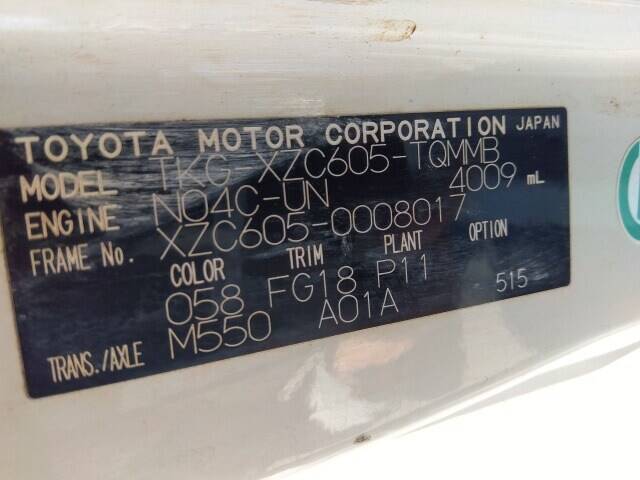 TOYOTA MOTOR CORPORATION JAPAN
MODEL TKG-XZC605-TQMMB
ENGINE N04C-UN 4009 mL
FRAME No. XZC605-0008017
COLOR TRIM PLANT OPTION
058 FG18 P11 515
TRANS./AXLE M550 A01A